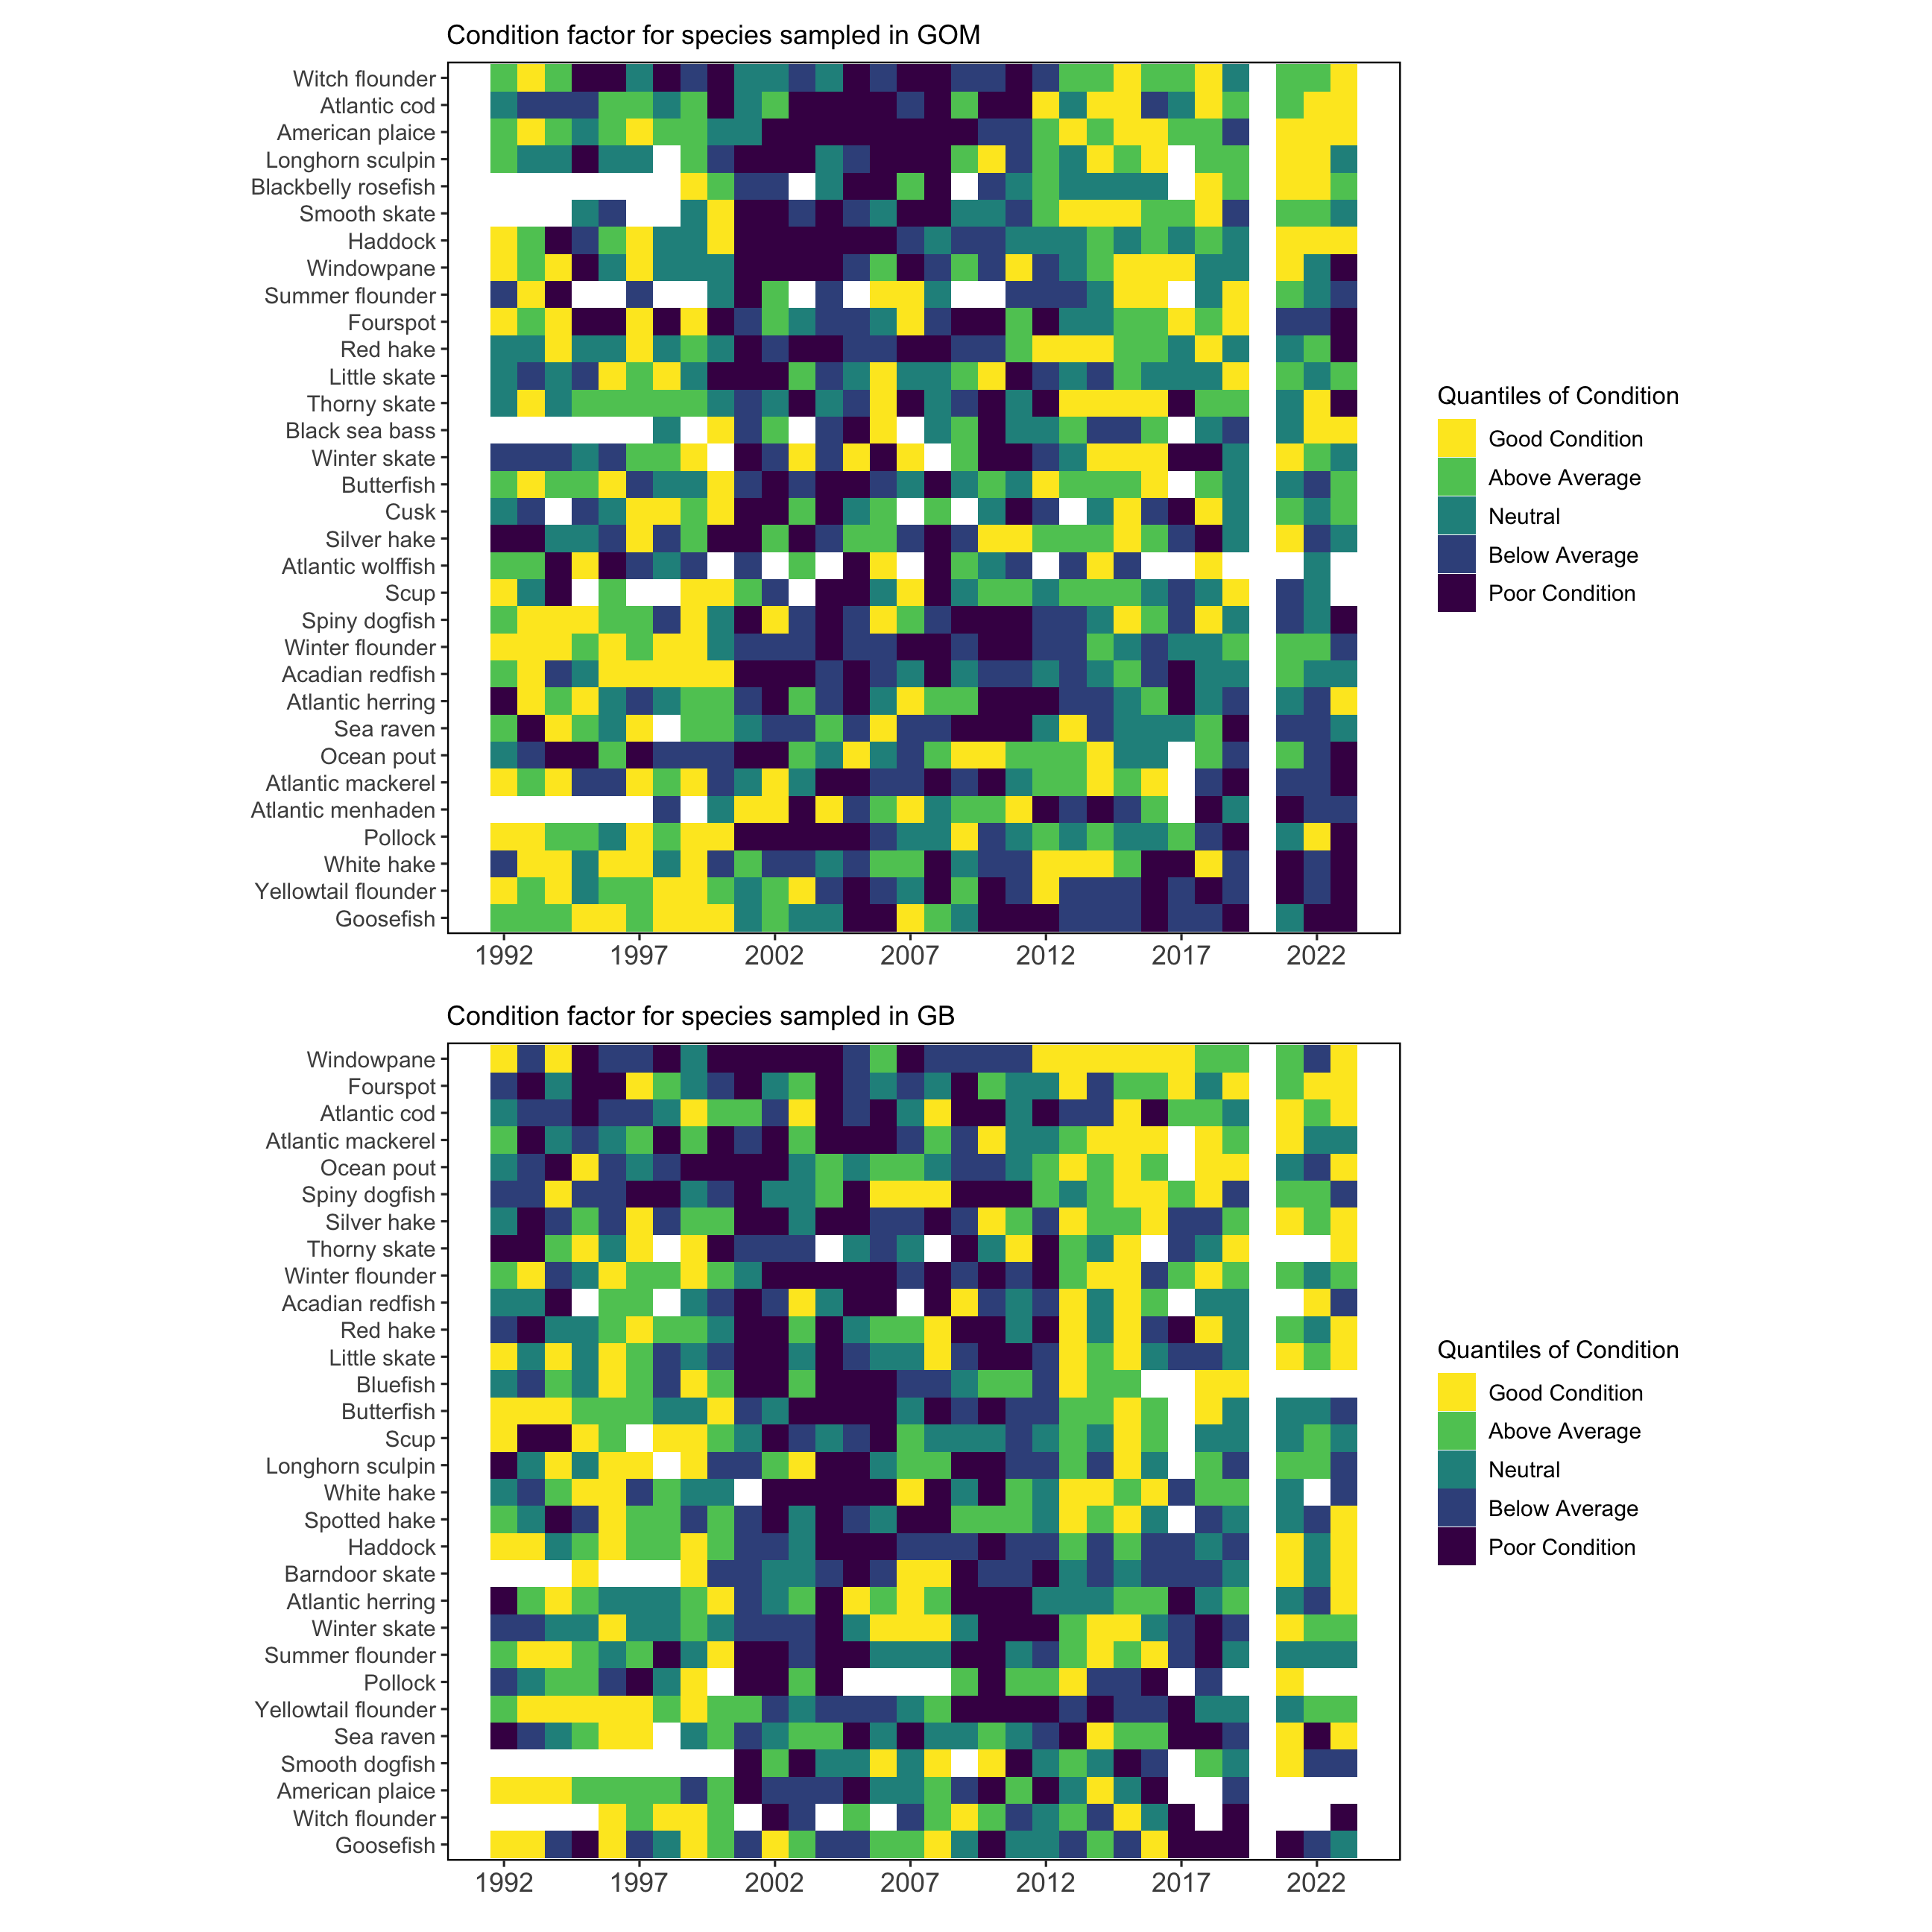 Condition factor for species sampled in GOM
Witch flounder
Atlantic cod
American plaice
Longhorn sculpin
Blackbelly rosefish
Smooth skate
Haddock
Windowpane
Summer flounder
Fourspot
Red hake
Little skate
Thorny skate
Black sea bass
Winter skate
Butterfish
Cusk
Silver hake
Atlantic wolffish
Scup
Spiny dogfish
Winter flounder
Acadian redfish
Atlantic herring
Sea raven
Ocean pout
Atlantic mackerel
Atlantic menhaden
Pollock
White hake
Yellowtail flounder
Goosefish
1992 1997 2002 2007 2012 2017 2022
Quantiles of Condition
Good Condition
Above Average
Neutral
Below Average
Poor Condition
Condition factor for species sampled in GB
Windowpane
Fourspot
Atlantic cod
Atlantic mackerel
Ocean pout
Spiny dogfish
Silver hake
Thorny skate
Winter flounder
Acadian redfish
Red hake
Little skate
Bluefish
Butterfish
Scup
Longhorn sculpin
White hake
Spotted hake
Haddock
Barndoor skate
Atlantic herring
Winter skate
Summer flounder
Pollock
Yellowtail flounder
Sea raven
Smooth dogfish
American plaice
Witch flounder
Goosefish
1992 1997 2002 2007 2012 2017 2022
Quantiles of Condition
Good Condition
Above Average
Neutral
Below Average
Poor Condition